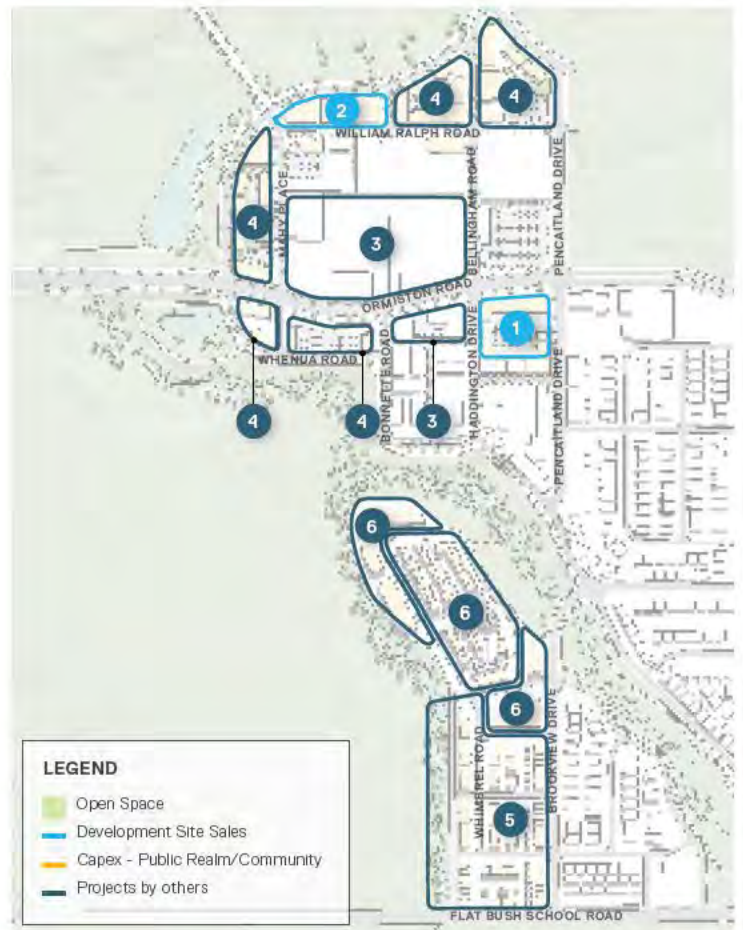 4
4
2
WILLIAM RALPH ROAD
MAHY PLACE
BELLINGHAM ROAD
PENCAITLAND DRIVE
4
3
ORMISTON ROAD
1
WHENUA ROAD
BONNETTE ROAD
HADDINGTON DRIVE
PENCAITLAND DRIVE
4
4
3
6
6
6
WHIMBREL ROAD
BROOKVIEW DRIVE
5
FLAT BUSH SCHOOL ROAD
LEGEND
Open Space
Development Site Sales
Capex - Public Realm/Community
Projects by others